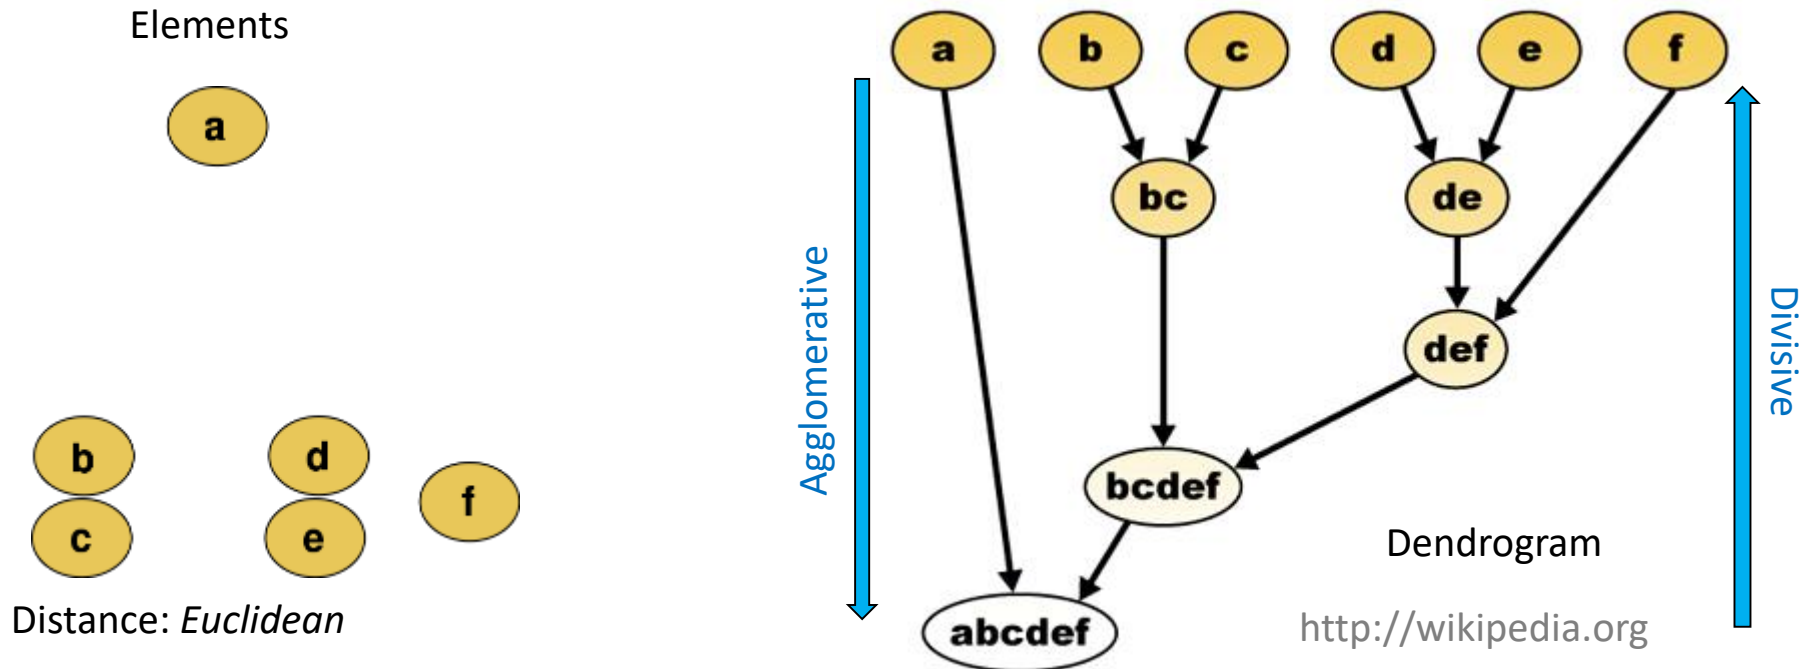 Elements
a
b
c
d
e
f
Distance: Euclidean
a b c d e f
bc de
def
bcdef
abcdef
Agglomerative
Divisive
Dendrogram
http://wikipedia.org